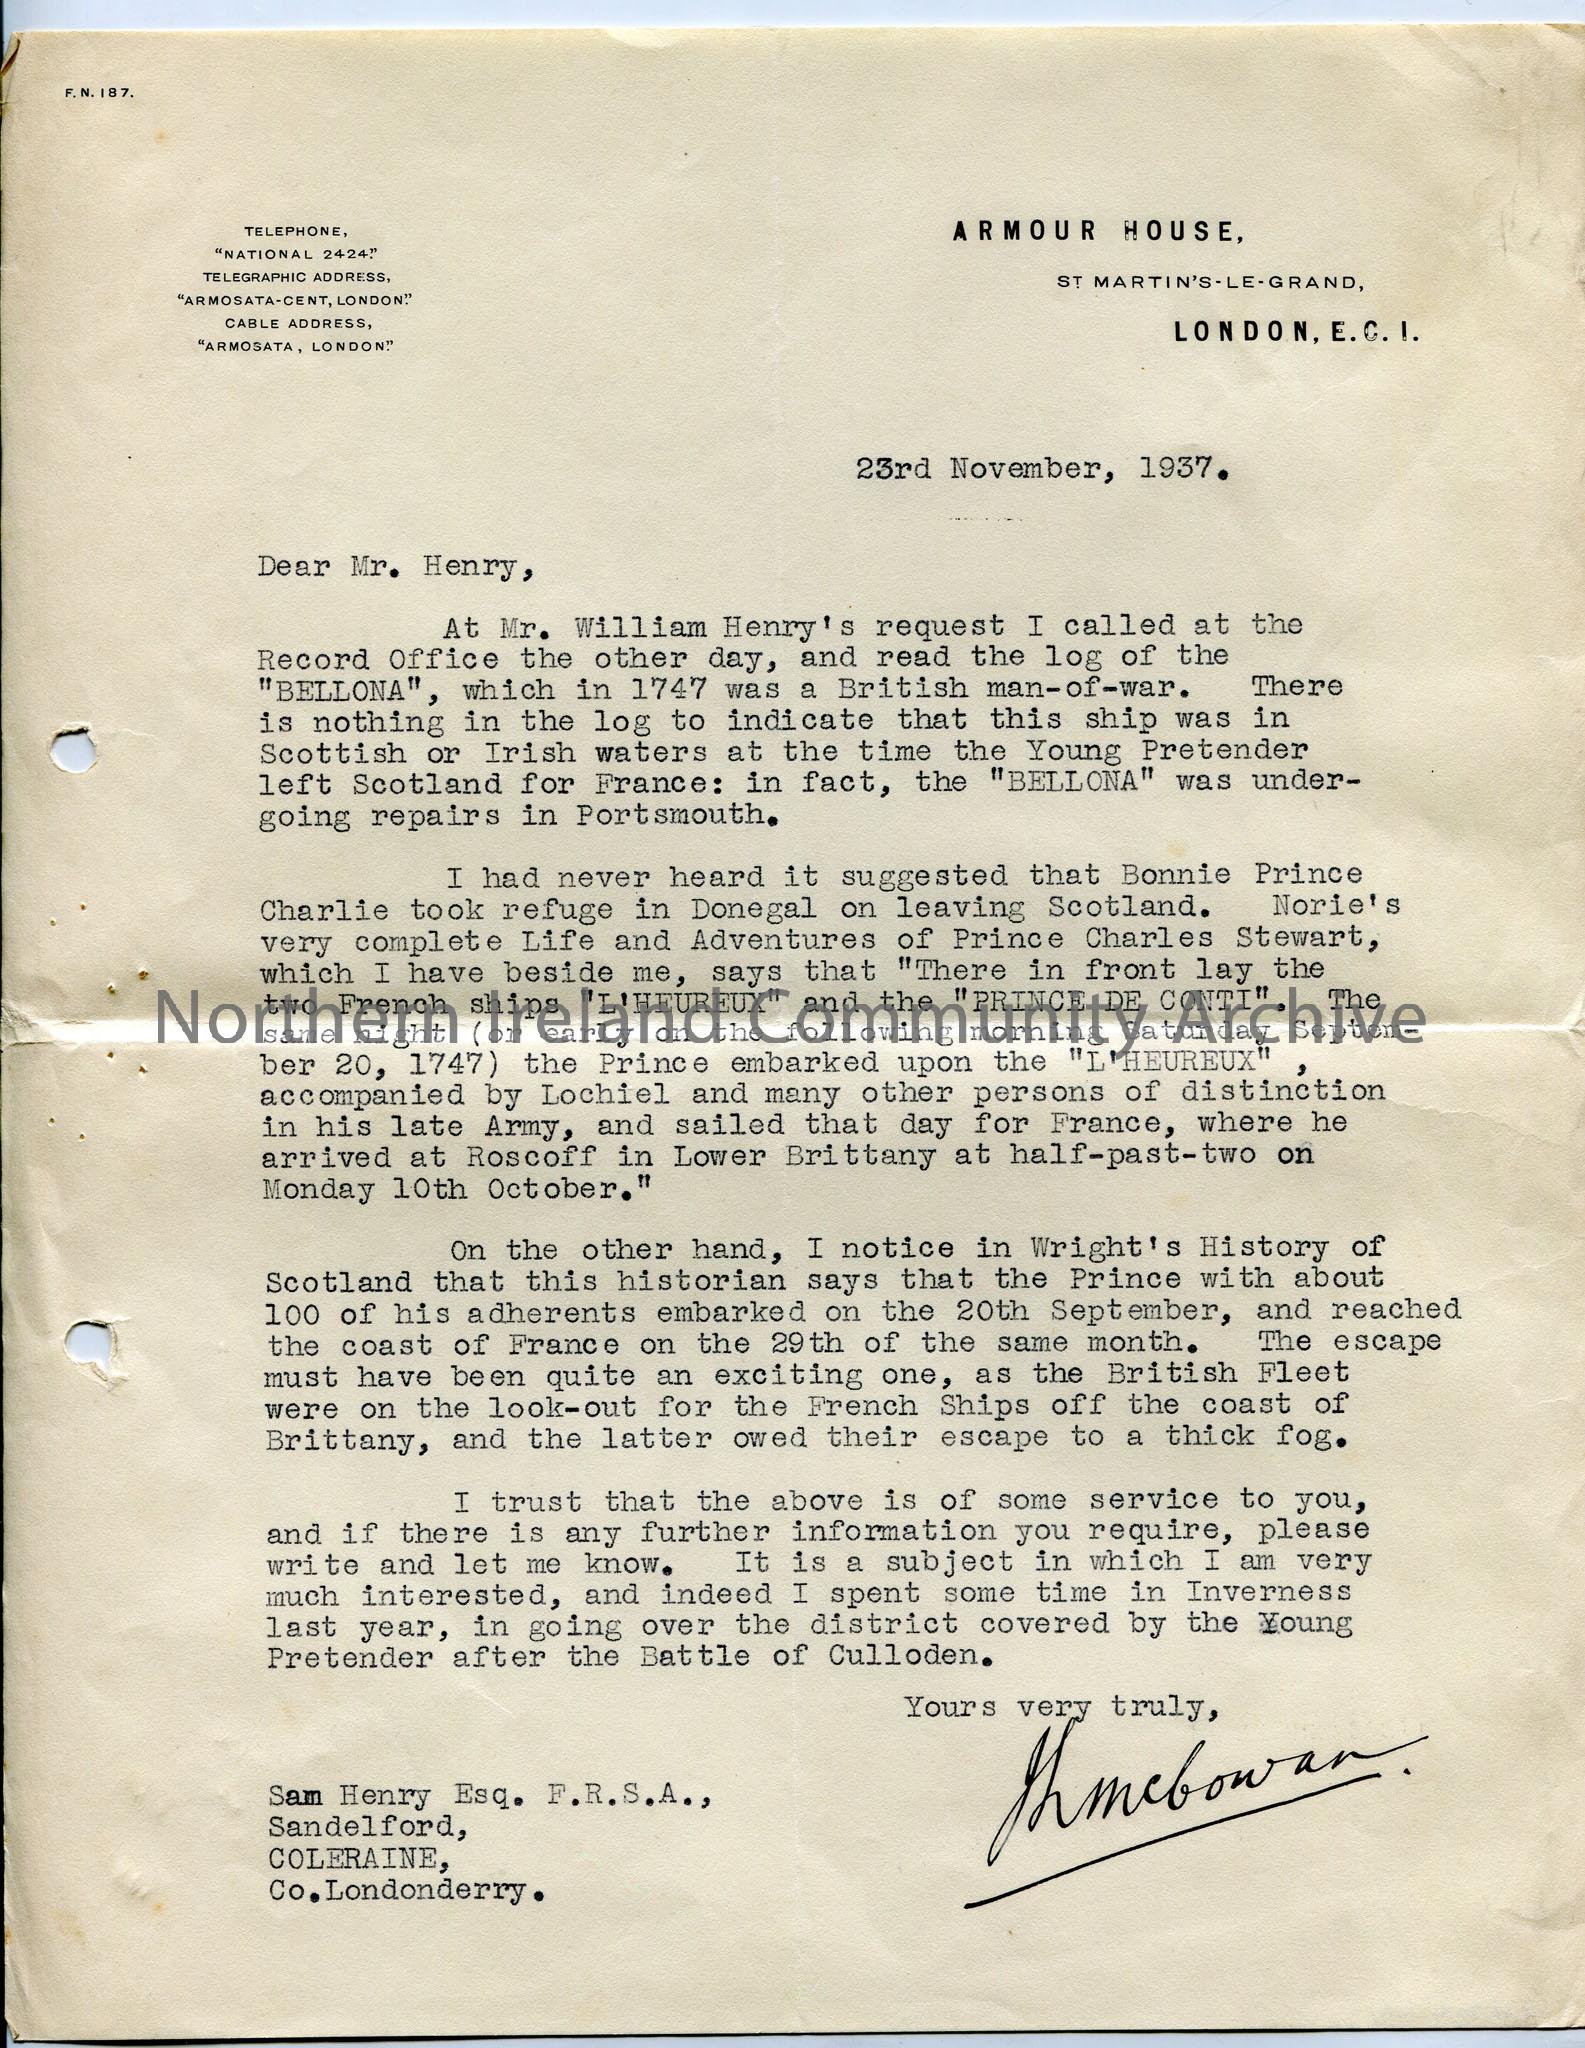 F. N. 187.
TELEPHONE,
"NATIONAL 2424."
TELEGRAPHIC ADDRESS,
"ARMOSATA-CENT, LONDON."
CABLE ADDRESS,
"ARMOSATA, LONDON."
ARMOUR HOUSE,
ST MARTIN'S-LE-GRAND,
LONDON, E.C.1.
23rd November, 1937.
Dear Mr. Henry,
At Mr. William Henry's request I called at the
Record Office the other day, and read the log of the
"BELLONA", which in 1747 was a British man-of-war. There
is nothing in the log to indicate that this ship was in
Scottish or Irish waters at the time the Young Pretender
left Scotland for France: in fact, the "BELLONA" was under-
going repairs in Portsmouth.
I had never heard it suggested that Bonnie Prince
Charlie took refuge in Donegal on leaving Scotland. Norie's
very complete Life and Adventures of Prince Charles Stewart,
which I have beside me, says that "There in front lay the
two French ships "L'HEUREUX" and the "PRINCE DE CONTI". The
same night (or early on the following morning Saturday Septem-
ber 20, 1747) the Prince embarked upon the "L'HEUREUX" ,
accompanied by Lochiel and many other persons of distinction
in his late Army, and sailed that day for France, where he
arrived at Roscoff in Lower Brittany at half-past-two on
Monday 10th October."
On the other hand, I notice in Wright's History of
Scotland that this historian says that the Prince with about
100 of his adherents embarked on the 20th September, and reached
the coast of France on the 29th of the same month. The escape
must have been quite an exciting one, as the British Fleet
were on the look-out for the French Ships off the coast of
Brittany, and the latter owed their escape to a thick fog.
I trust that the above is of some service to you,
and if there is any further information you require, please
write and let me know. It is a subject in which I am very
much interested, and indeed I spent some time in Inverness
last year, in going over the district covered by the Young
Pretender after the Battle of Culloden.
Yours very truly,
McGowan
Sam Henry Esq. F.R.S.A.,
Sandelford,
COLERAINE,
Co.Londonderry.
Northern Ireland Community Archive